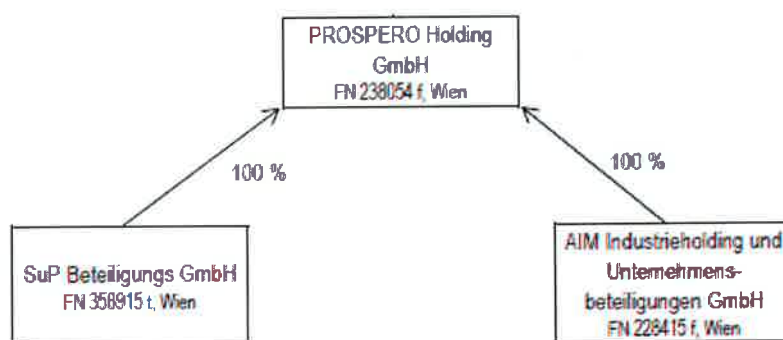 PROSPERO Holding
GmbH
FN 238054 f, Wien
100 %
100 %
SuP Beteiligungs GmbH
FN 358915 t, Wien
AIM Industrieholding und
Unternehmens-
beteiligungen GmbH
FN 228415 f, Wien